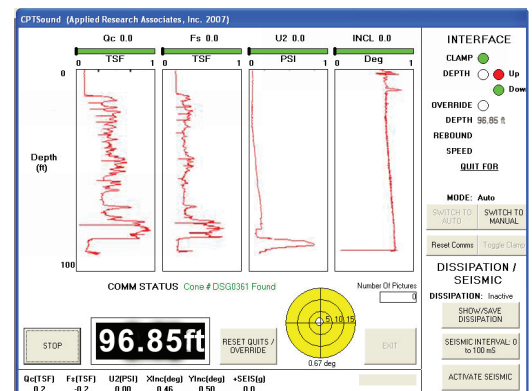 CPTSound (Applied Research Associates, Inc. 2007)
Qc 0.0 Fs 0.0 U2 0.0 INCL 0.0
TSF TSF PSI Deg
0 1 0 1 0 1 0 1
0
Depth
(ft)
100
COMM STATUS Cone # DSG0361 Found
Number Of Pictures
0
5 10 15
0.67 deg
STOP
96.85ft
RESET QUITS /
OVERRIDE
EXIT
Qc(TSF) Fs(TSF) U2(PSI) XInc(deg) YInc(deg) +SEIS(g)
0.2 -0.2 0.00 0.46 0.50 0.0
INTERFACE
CLAMP
DEPTH Up
Down
OVERRIDE
DEPTH 96.85 ft
REBOUND
SPEED
QUIT FOR
MODE: Auto
SWITCH TO
AUTO
SWITCH TO
MANUAL
Reset Comms Toggle Clamp
DISSIPATION /
SEISMIC
DISSIPATION: Inactive
SHOW/SAVE
DISSIPATION
SEISMIC INTERVAL: 0
to 100 mS
ACTIVATE SEISMIC